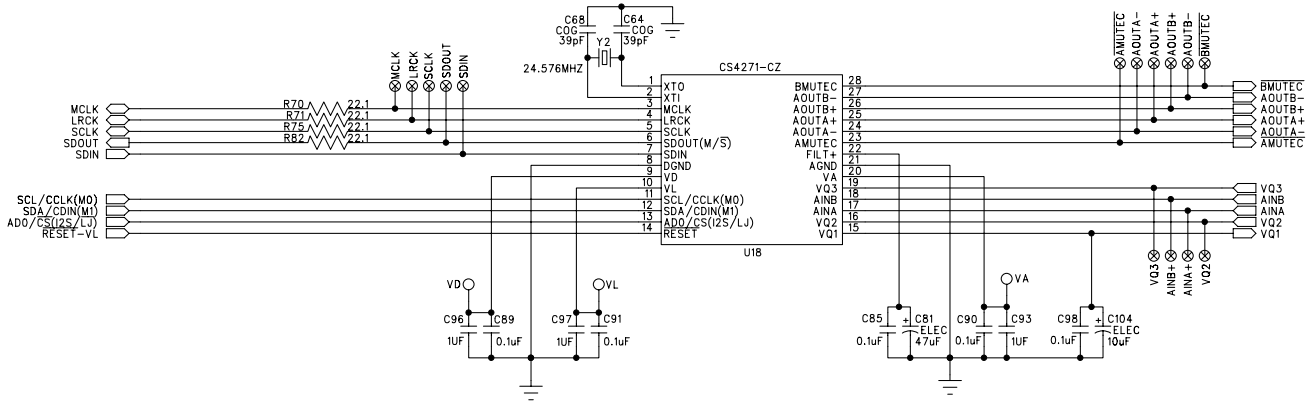 C68
COG
39pF
C64
COG
39pF
Y2
24.576MHZ
CS4271-CZ
MCLK
LRCK
SCLK
SDOUT
SDIN
AMUTEC
AOUTA-
AOUTA+
AOUTB+
AOUTB-
BMUTEC
MCLK
R70
22.1
LRCK
R71
22.1
SCLK
R75
22.1
SDOUT
R82
22.1
SDIN
SCL/CCLK(M0)
SDA/CDIN(M1)
AD0/CS(I2S/LJ)
RESET-VL
1
XTO
2
XTI
3
MCLK
4
LRCK
5
SCLK
6
SDOUT(M/S)
7
SDIN
8
DGND
9
VD
10
VL
11
SCL/CCLK(M0)
12
SDA/CDIN(M1)
13
AD0/CS(I2S/LJ)
14
RESET
BMUTEC
28
AOUTB-
27
AOUTB+
26
AOUTA+
25
AOUTA-
24
AMUTEC
23
FILT+
22
AGND
21
VA
20
VQ3
19
AINB
18
AINA
17
VQ2
16
VQ1
15
U18
BMUTEC
AOUTB-
AOUTB+
AOUTA+
AOUTA-
AMUTEC
VQ3
AINB
AINA
VQ2
VQ1
VQ3
AINB+
AINA+
VQ2
VD
VL
VA
C96
1UF
C89
0.1uF
C97
1UF
C91
0.1uF
C85
0.1uF
+
C81
ELEC
47uF
C90
0.1uF
C93
1UF
C98
0.1uF
+
C104
ELEC
10uF